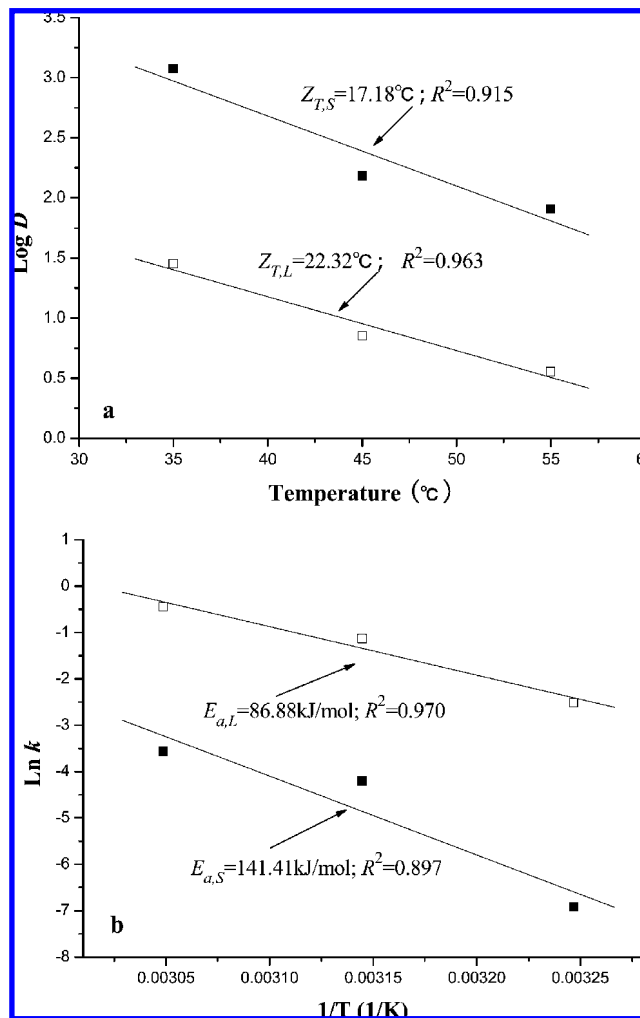 3.5
3.0
2.5
2.0
1.5
1.0
0.5
0.0
Log D
Z_{T,S}=17.18℃; R²=0.915
Z_{T,L}=22.32℃; R²=0.963
a
30 35 40 45 50 55 6
Temperature (℃)
1
0
-1
-2
-3
-4
-5
-6
-7
-8
Ln k
E_{a,L}=86.88kJ/mol; R²=0.970
E_{a,S}=141.41kJ/mol; R²=0.897
b
0.00305 0.00310 0.00315 0.00320 0.00325
1/T (1/K)